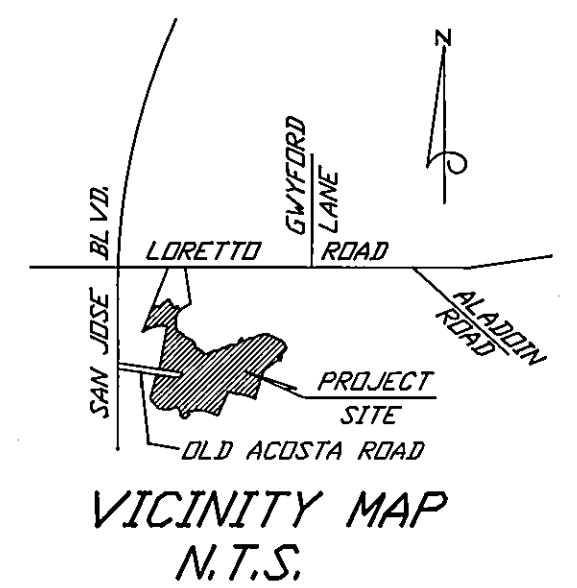 N
GWYFORD
LANE
SAN JOSE BLVD.
LORETTO ROAD
ALADDIN
ROAD
PROJECT
SITE
OLD ACOSTA ROAD
VICINITY MAP
N.T.S.